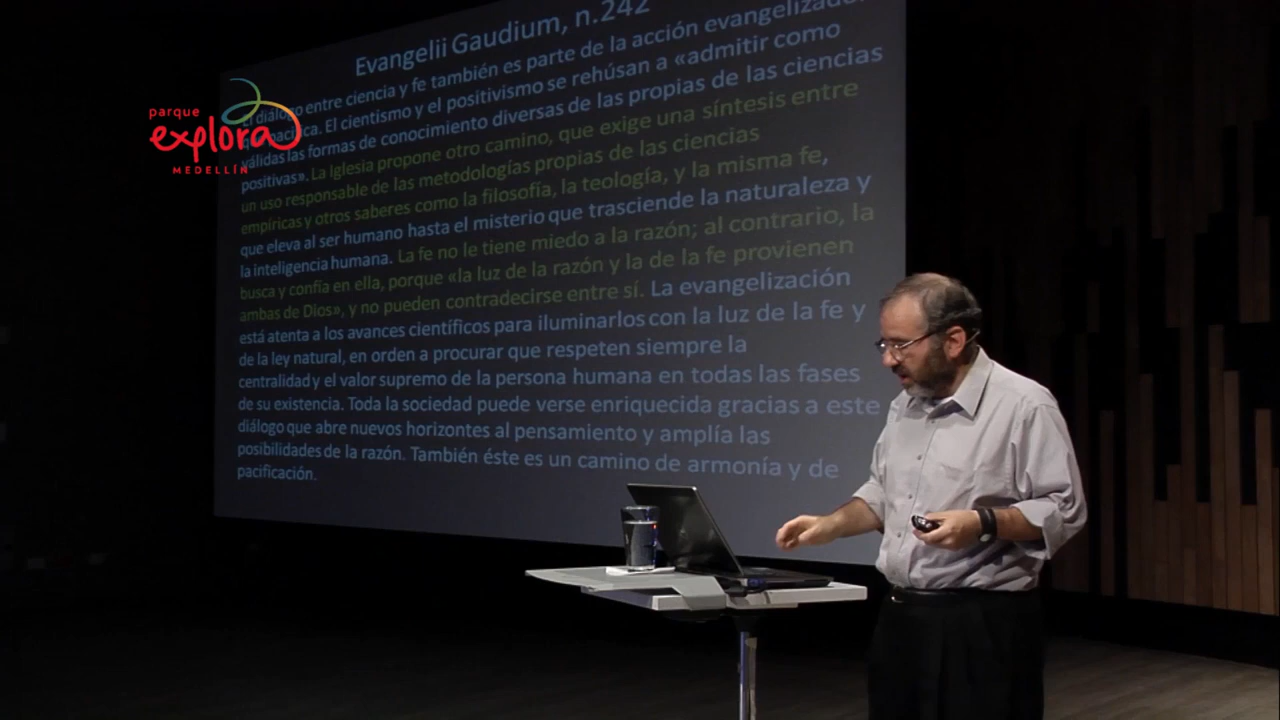 Evangelii Gaudium, n.242
El diálogo entre ciencia y fe también es parte de la acción evangelizadora
que pacifica. El cientismo y el positivismo se rehúsan a «admitir como
válidas las formas de conocimiento diversas de las propias de las ciencias
positivas». La Iglesia propone otro camino, que exige una síntesis entre
un uso responsable de las metodologías propias de las ciencias
empíricas y otros saberes como la filosofía, la teología, y la misma fe,
que eleva al ser humano hasta el misterio que trasciende la naturaleza y
la inteligencia humana. La fe no le tiene miedo a la razón; al contrario, la
busca y confía en ella, porque «la luz de la razón y la de la fe provienen
ambas de Dios», y no pueden contradecirse entre sí. La evangelización
está atenta a los avances científicos para iluminarlos con la luz de la fe y
de la ley natural, en orden a procurar que respeten siempre la
centralidad y el valor supremo de la persona humana en todas las fases
de su existencia. Toda la sociedad puede verse enriquecida gracias a este
diálogo que abre nuevos horizontes al pensamiento y amplía las
posibilidades de la razón. También éste es un camino de armonía y de
pacificación.
parque
explora
MEDELLÍN